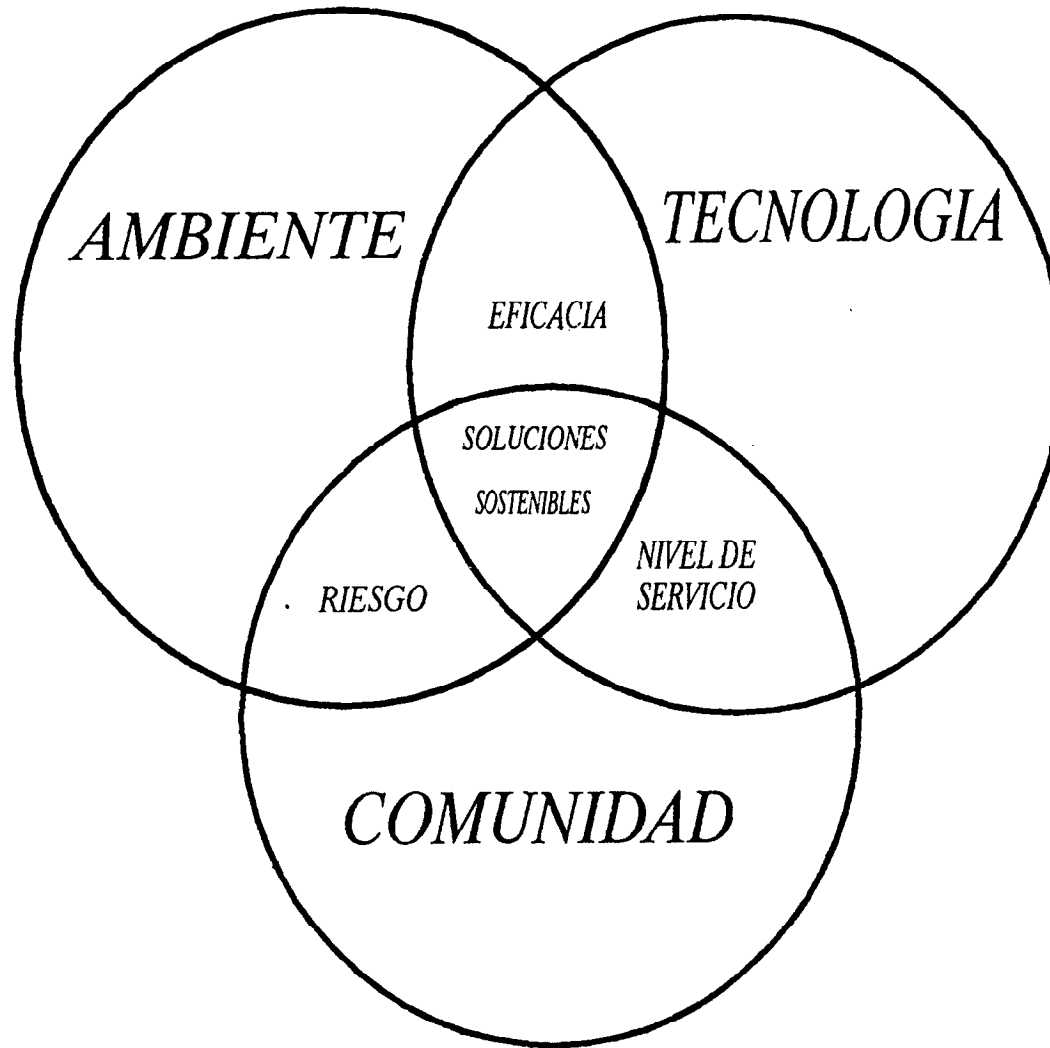 AMBIENTE
TECNOLOGIA
EFICACIA
SOLUCIONES
SOSTENIBLES
RIESGO
NIVEL DE
SERVICIO
COMUNIDAD